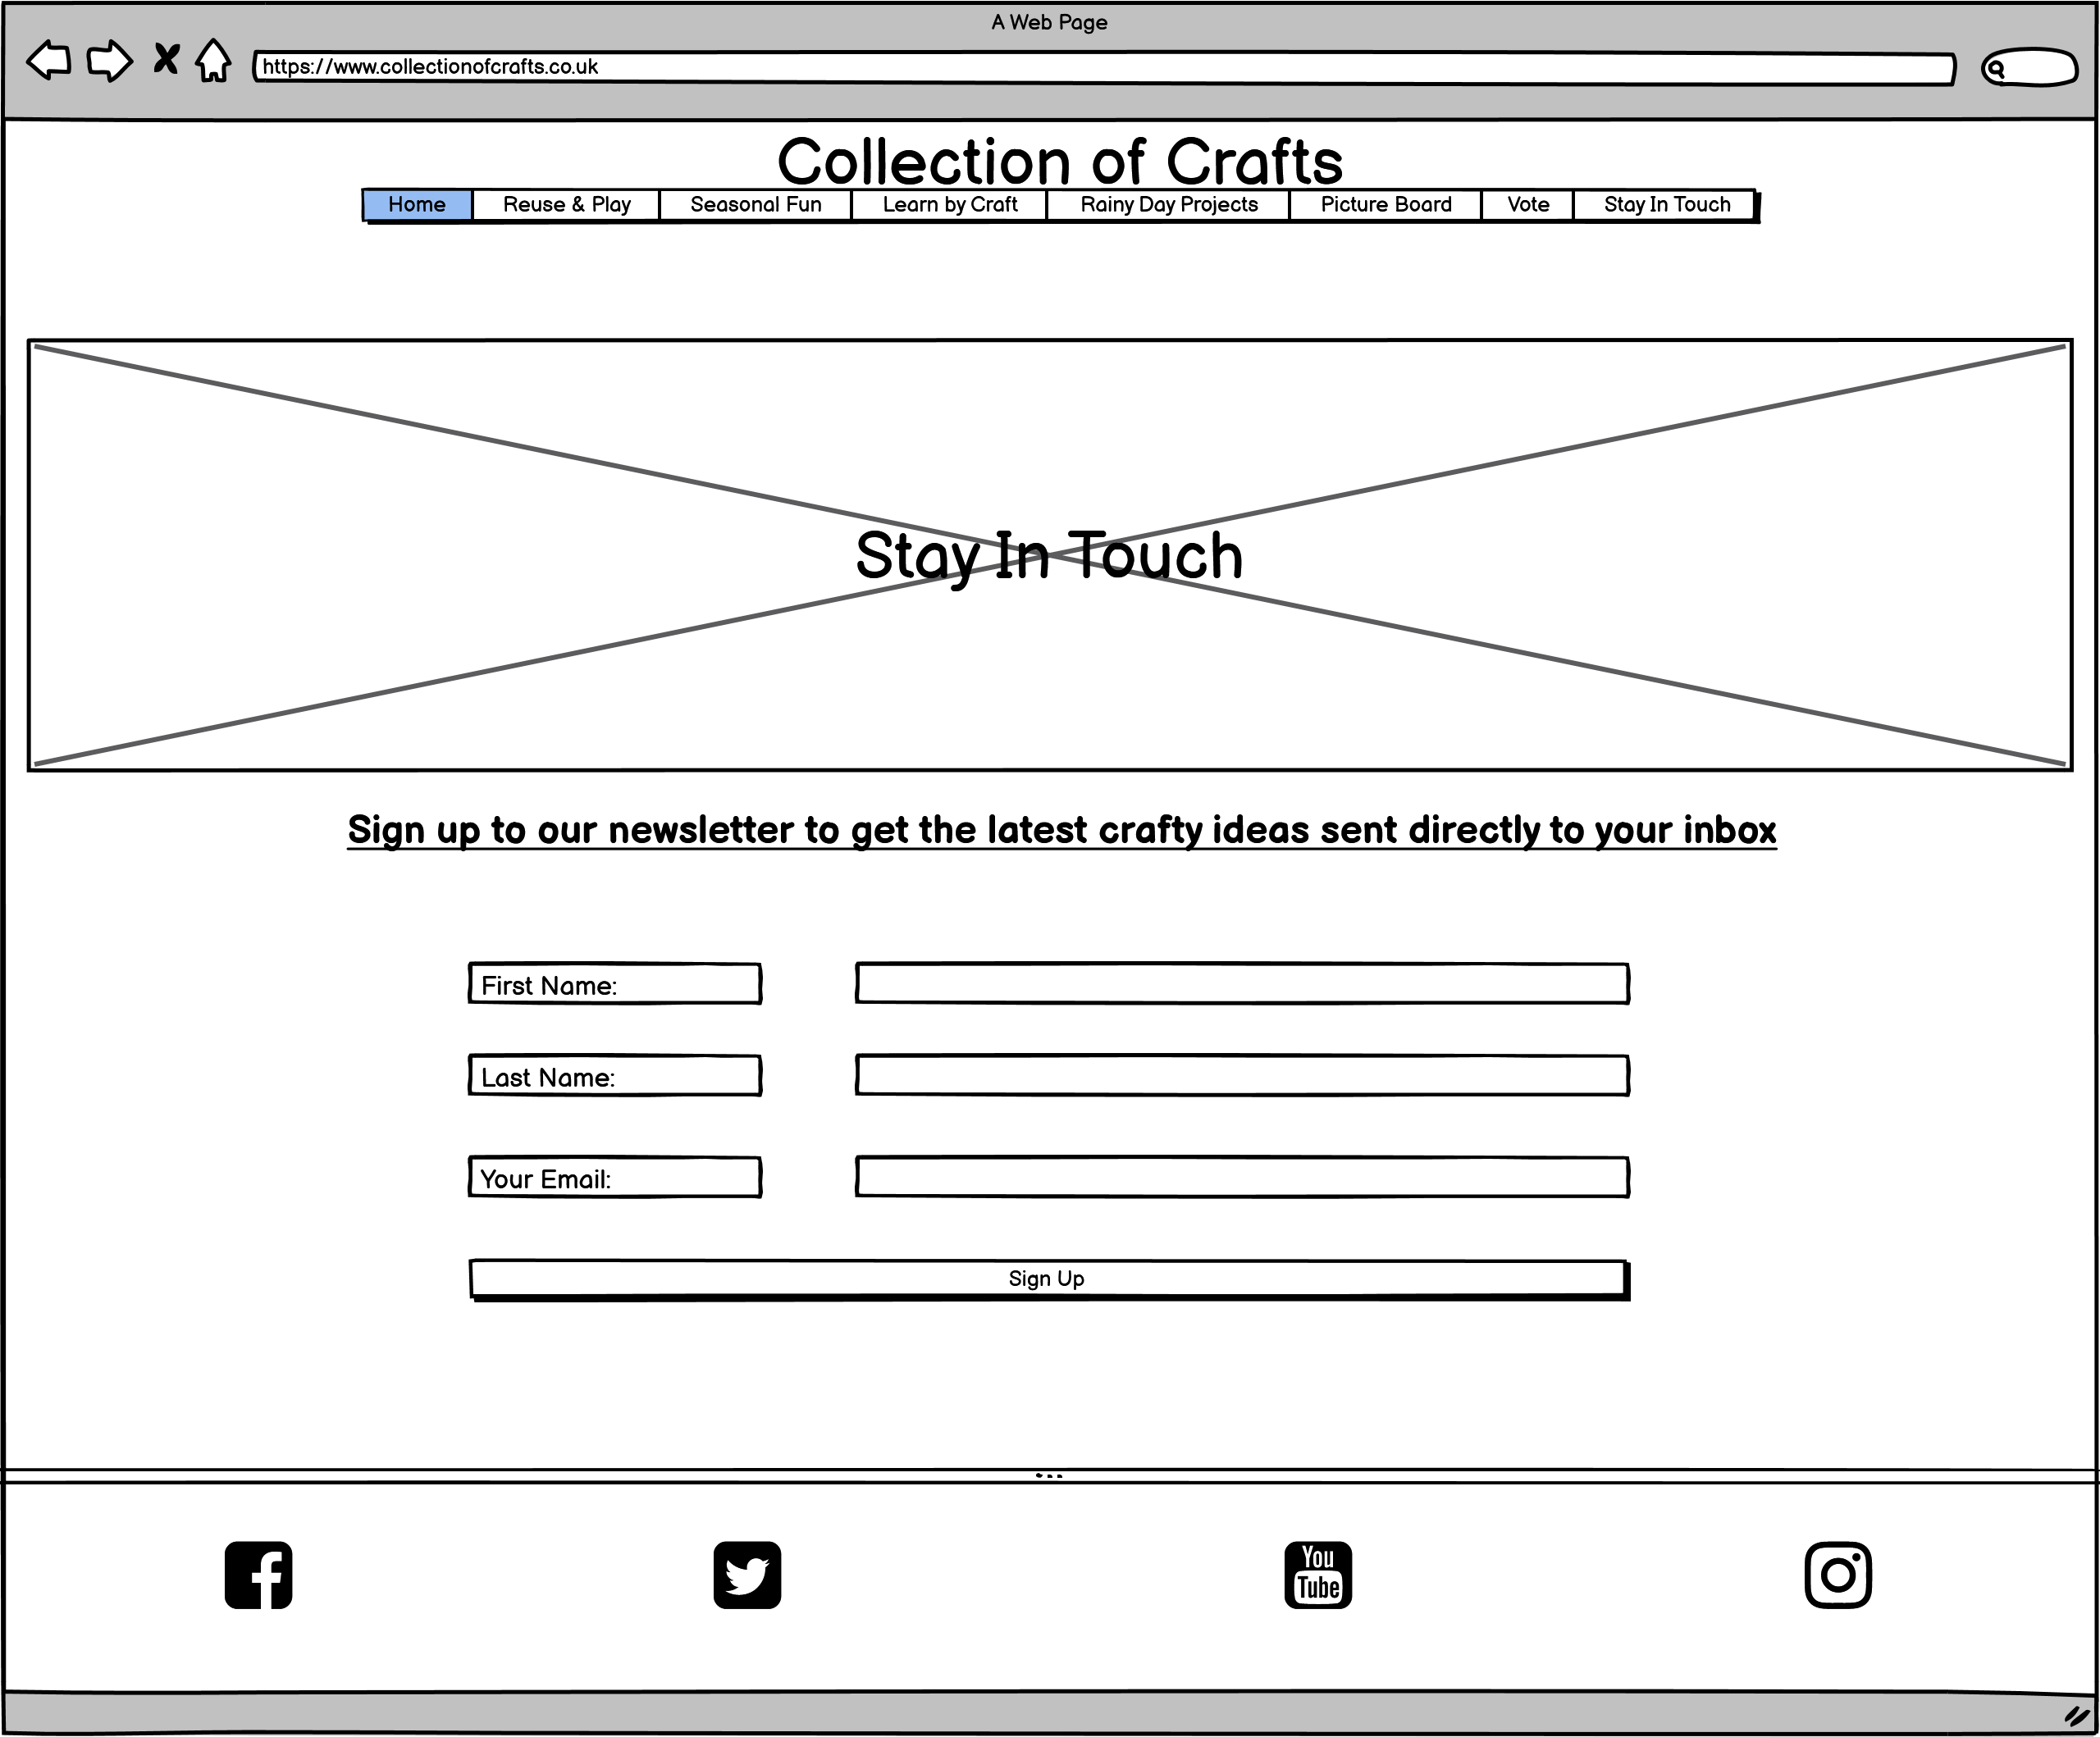 A Web Page
https://www.collectionofcrafts.co.uk
Collection of Crafts
Home Reuse & Play Seasonal Fun Learn by Craft Rainy Day Projects Picture Board Vote Stay In Touch
Stay In Touch
Sign up to our newsletter to get the latest crafty ideas sent directly to your inbox
First Name:
Last Name:
Your Email:
Sign Up
You
Tube